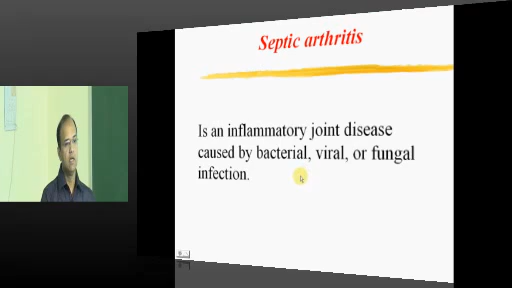 Septic arthritis
Is an inflammatory joint disease
caused by bacterial, viral, or fungal
infection.